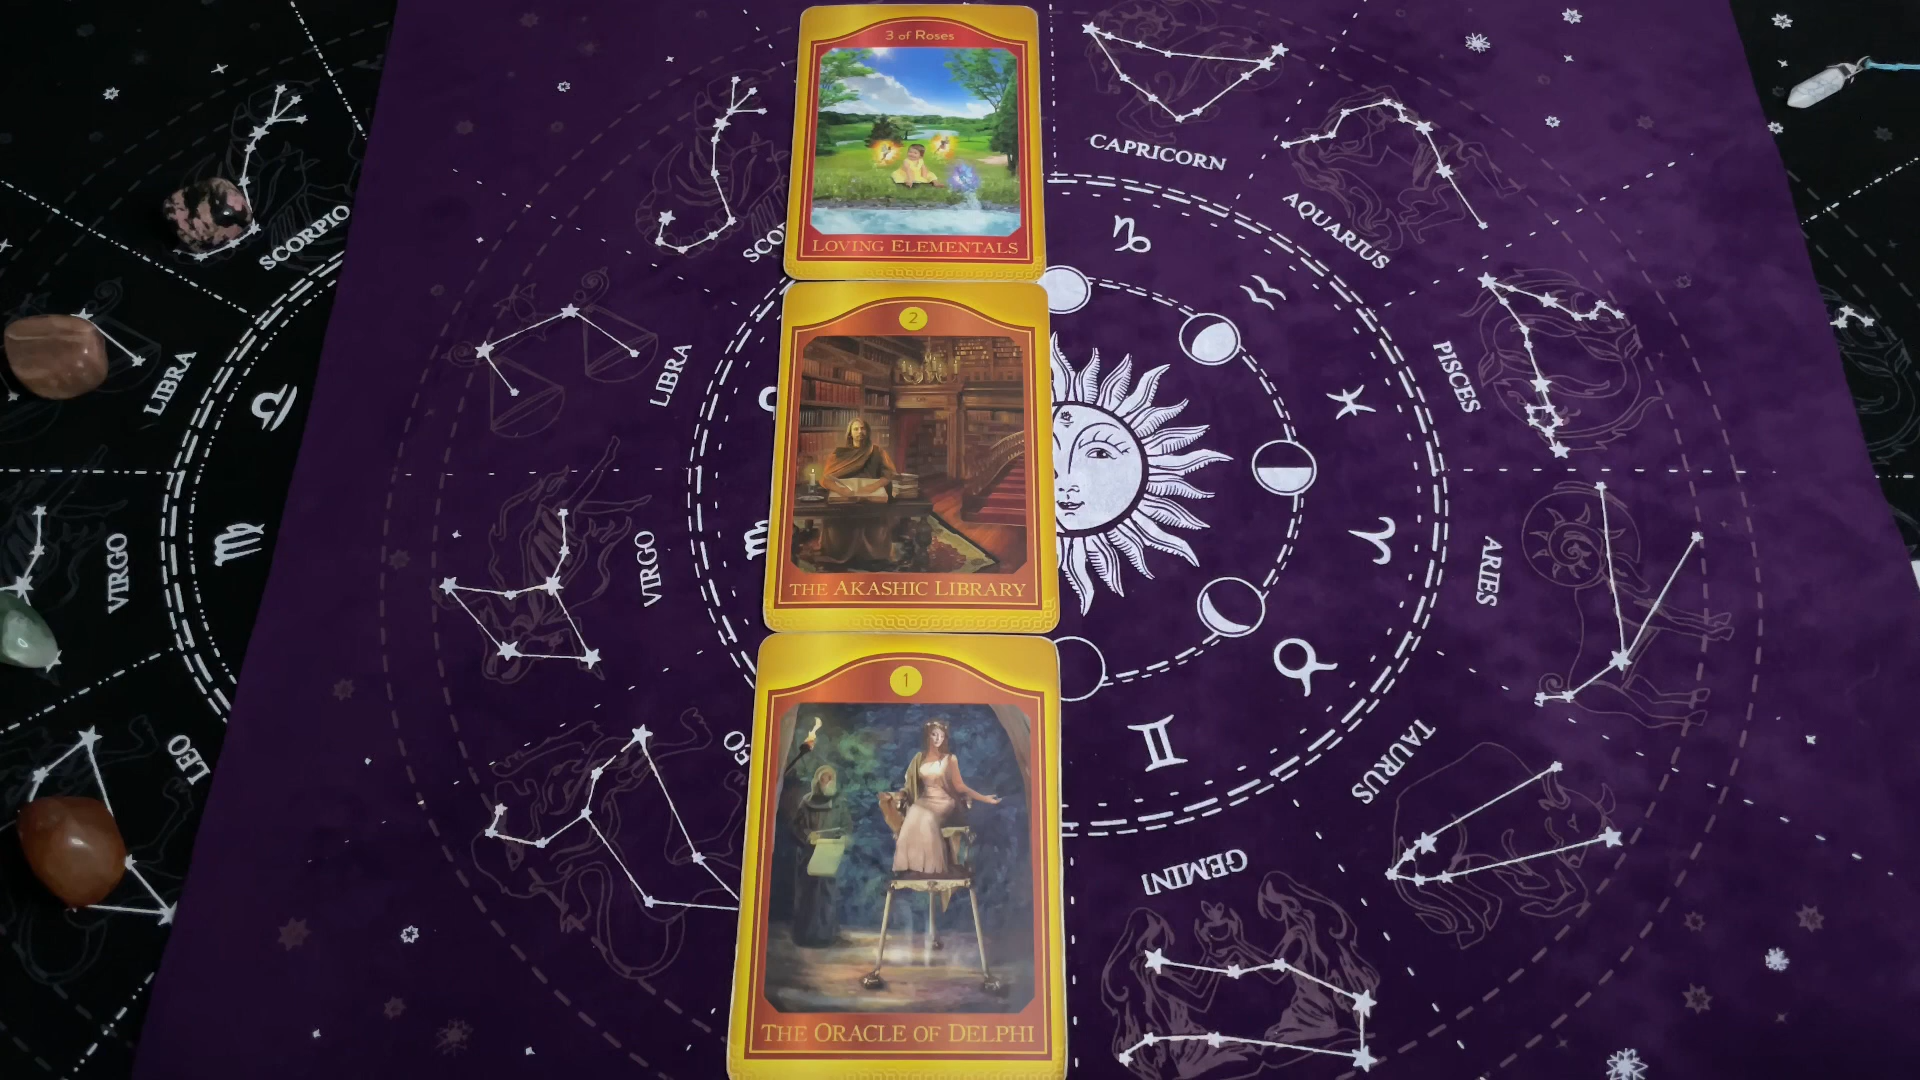 3 of Roses
LOVING ELEMENTALS
2
THE AKASHIC LIBRARY
1
THE ORACLE OF DELPHI
CAPRICORN
AQUARIUS
PISCES
ARIES
TAURUS
GEMINI
LIBRA
VIRGO
SCORPIO
LIBRA
VIRGO
LEO